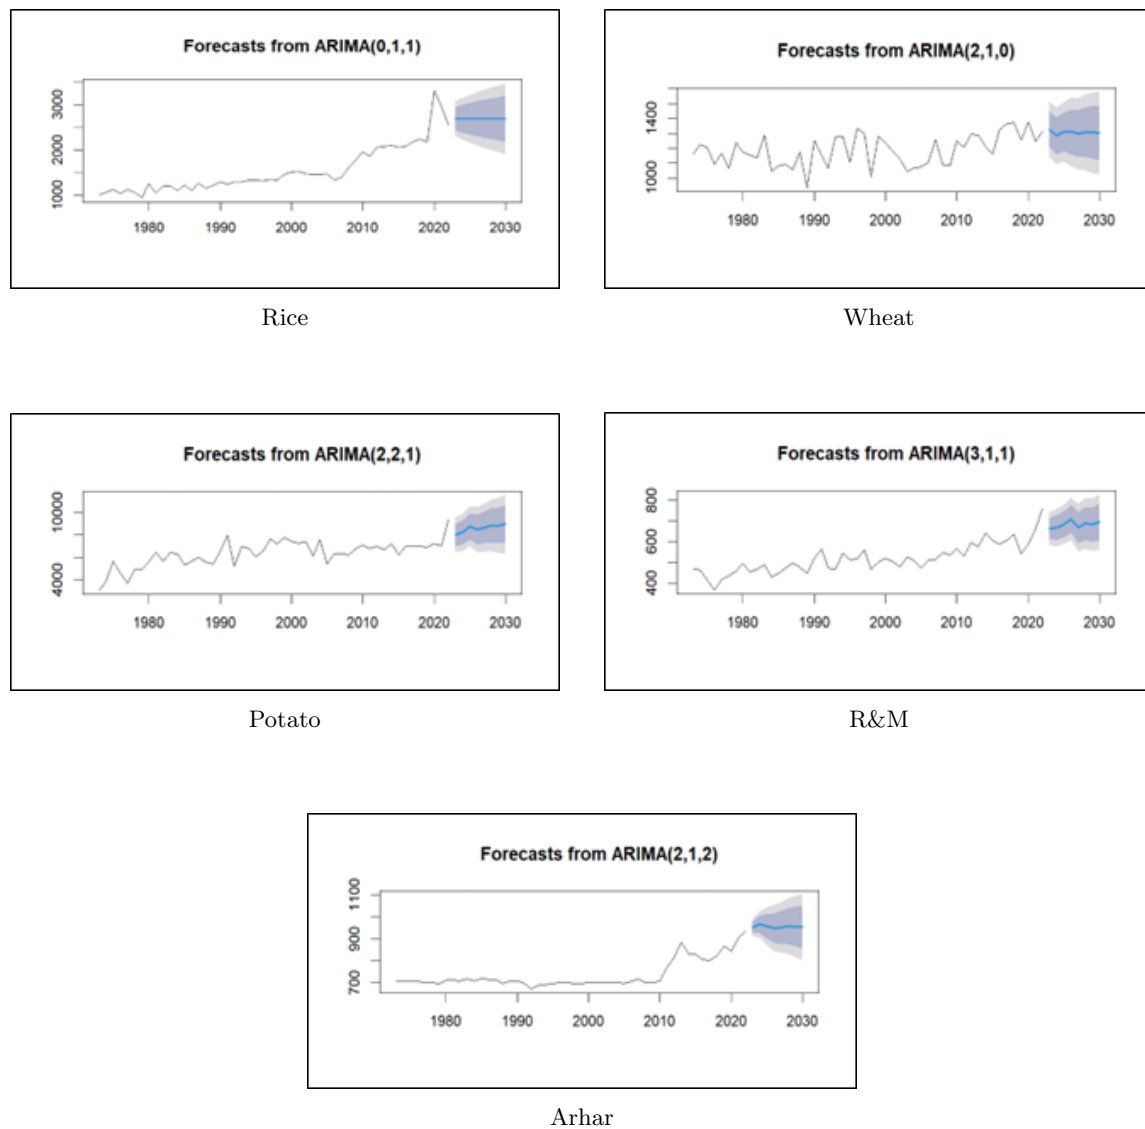 Forecasts from ARIMA(0,1,1)
3000
2000
1000
1980 1990 2000 2010 2020 2030
Rice
Forecasts from ARIMA(2,1,0)
1400
1000
1980 1990 2000 2010 2020 2030
Wheat
Forecasts from ARIMA(2,2,1)
10000
4000
1980 1990 2000 2010 2020 2030
Potato
Forecasts from ARIMA(3,1,1)
800
600
400
1980 1990 2000 2010 2020 2030
R&M
Forecasts from ARIMA(2,1,2)
1100
900
700
1980 1990 2000 2010 2020 2030
Arhar